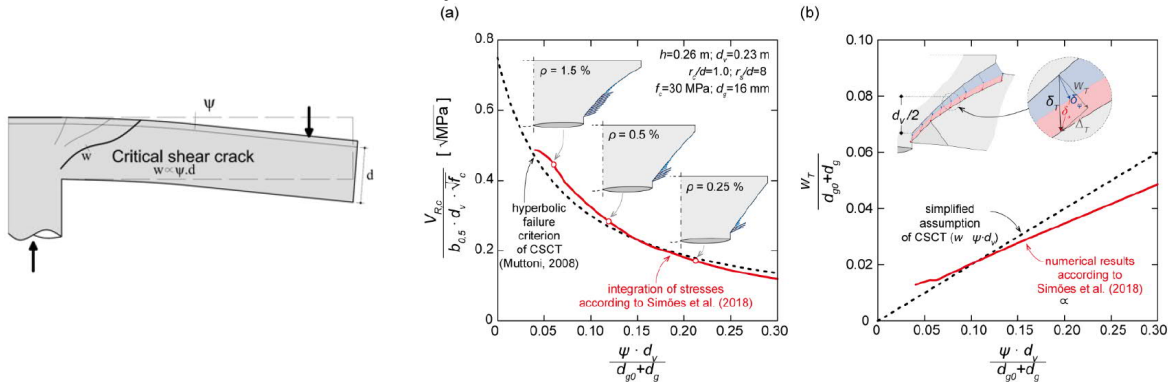 (a)
(b)
ψ
w
Critical shear crack
w∝ψ.d
d
0.8
0.6
0.4
0.2
0
0.05
0.10
0.15
0.20
0.30
V_R,c / b_0,5 · d_v · √f_c [√MPa]
ψ · d_v / d_g0+d_g
h=0.26 m; d_v=0.23 m
r_c/d=1.0; r_s/d=8
f_c=30 MPa; d_g=16 mm
ρ = 1.5 %
ρ = 0.5 %
ρ = 0.25 %
hyperbolic
failure
criterion
of CSCT
(Muttoni, 2008)
integration of stresses
according to Simões et al. (2018)
0.10
0.08
0.06
0.04
0.02
0
0.05
0.10
0.15
0.20
0.30
w_T / d_g0+d_g
ψ · d_v / d_g0+d_g
d_v/2
w_T
δ_T
δ_ψ
Δ_T
simplified
assumption
of CSCT (w ψ·d_v)
numerical results
according to
Simões et al. (2018)
∝